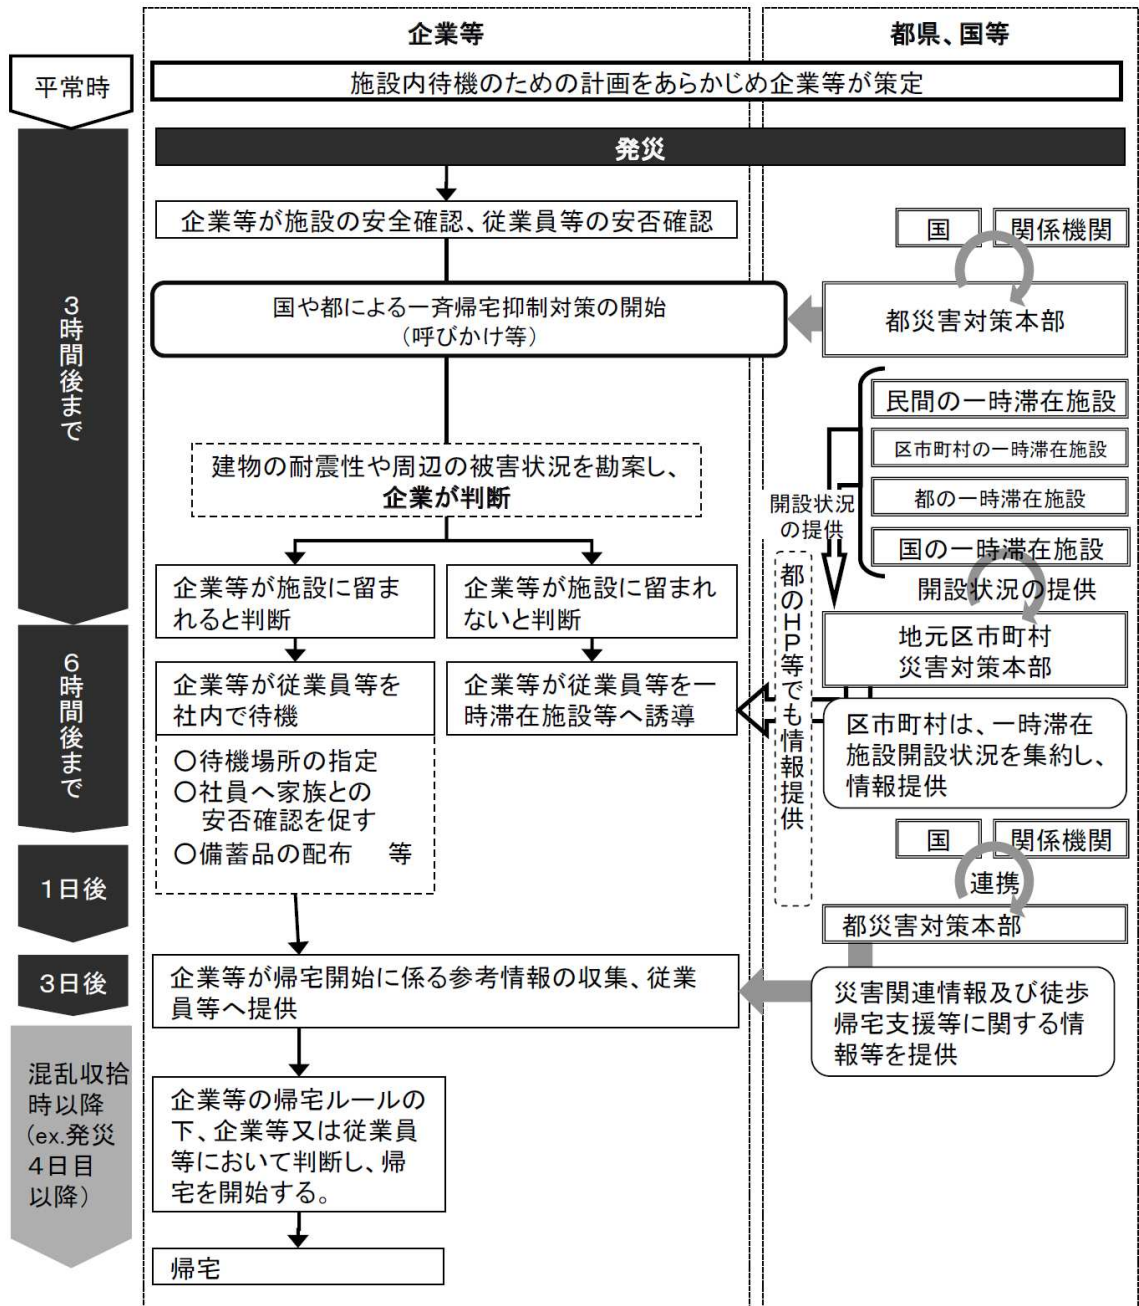 企業等
都県、国等
平常時
施設内待機のための計画をあらかじめ企業等が策定
発災
3時間後まで
企業等が施設の安全確認、従業員等の安否確認
国
関係機関
国や都による一斉帰宅抑制対策の開始
(呼びかけ等)
都災害対策本部
民間の一時滞在施設
区市町村の一時滞在施設
都の一時滞在施設
国の一時滞在施設
開設状況
の提供
開設状況の提供
建物の耐震性や周辺の被害状況を勘案し、
企業が判断
企業等が施設に留ま
れると判断
企業等が施設に留まれ
ないと判断
都のHP等でも情報提供
地元区市町村
災害対策本部
6時間後まで
企業等が従業員等を
社内で待機
企業等が従業員等を一
時滞在施設等へ誘導
区市町村は、一時滞在
施設開設状況を集約し、
情報提供
〇待機場所の指定
〇社員へ家族との
安否確認を促す
〇備蓄品の配布 等
国
関係機関
連携
都災害対策本部
1日後
3日後
企業等が帰宅開始に係る参考情報の収集、従業
員等へ提供
災害関連情報及び徒歩
帰宅支援等に関する情
報等を提供
混乱収拾
時以降
(ex.発災
4日目
以降)
企業等の帰宅ルールの
下、企業等又は従業員
等において判断し、帰
宅を開始する。
帰宅